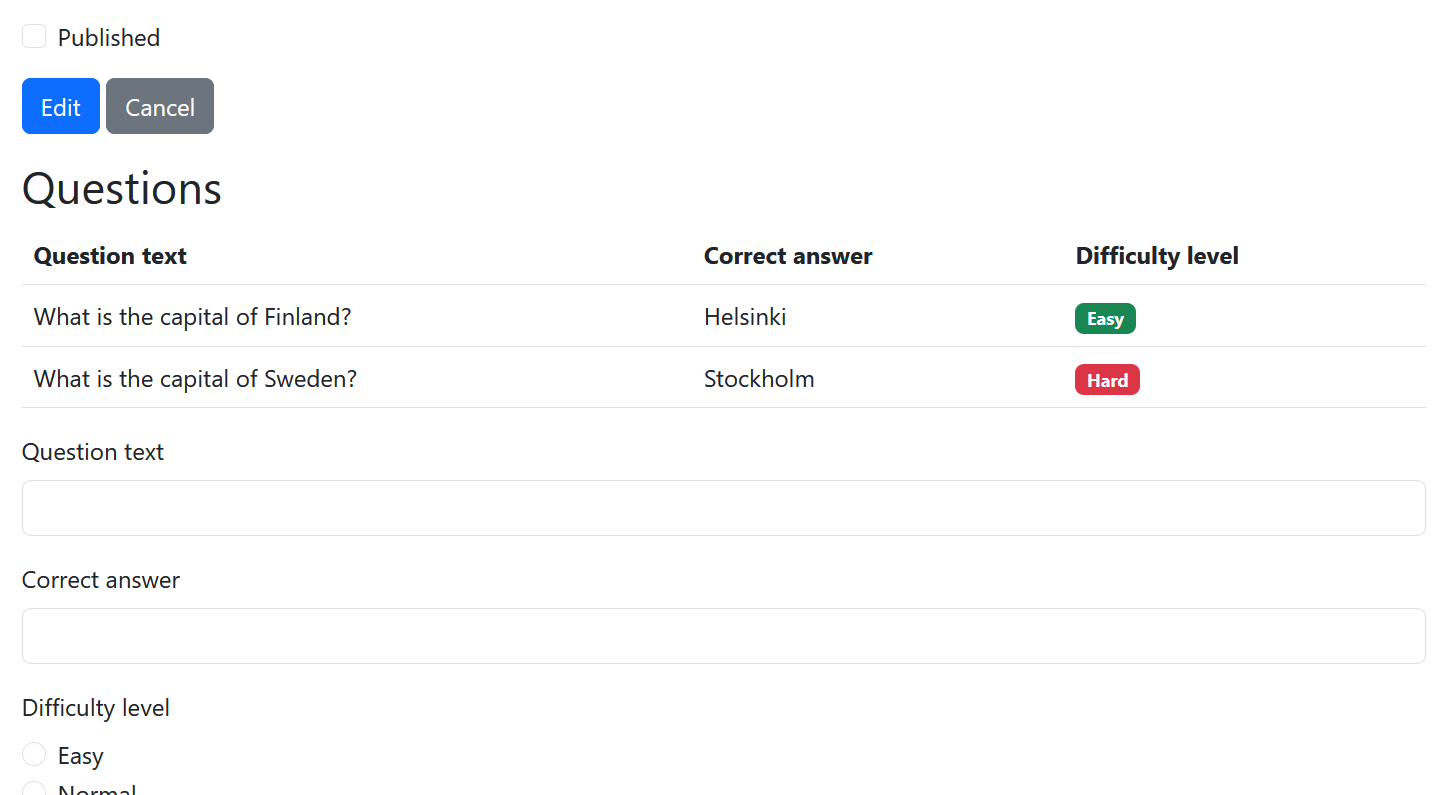 Published
Edit Cancel
Questions
Question text Correct answer Difficulty level
What is the capital of Finland? Helsinki Easy
What is the capital of Sweden? Stockholm Hard
Question text
Correct answer
Difficulty level
Easy
Normal